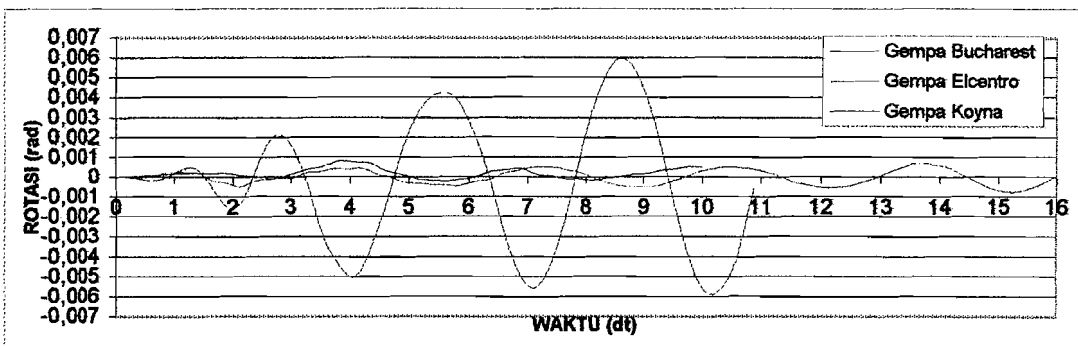 0,007
0,006
0,005
0,004
0,003
0,002
0,001
0
-0,001
-0,002
-0,003
-0,004
-0,005
-0,006
-0,007
ROTASI (rad)
0 1 2 3 4 5 6 7 8 9 10 11 12 13 14 15 16
WAKTU (dt)
Gempa Bucharest
Gempa Elcentro
Gempa Koyna